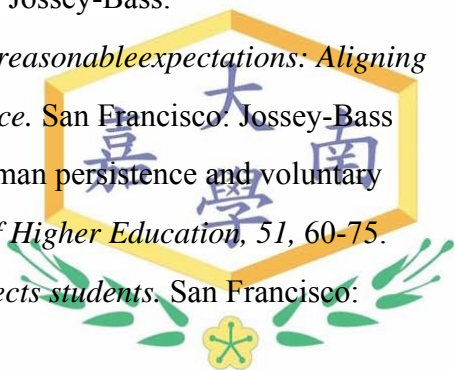 Jossey-Bass.
reasonableexpectations: Aligning
ce. San Francisco: Jossey-Bass
man persistence and voluntary
f Higher Education, 51, 60-75.
ects students. San Francisco:
大
嘉 南
學